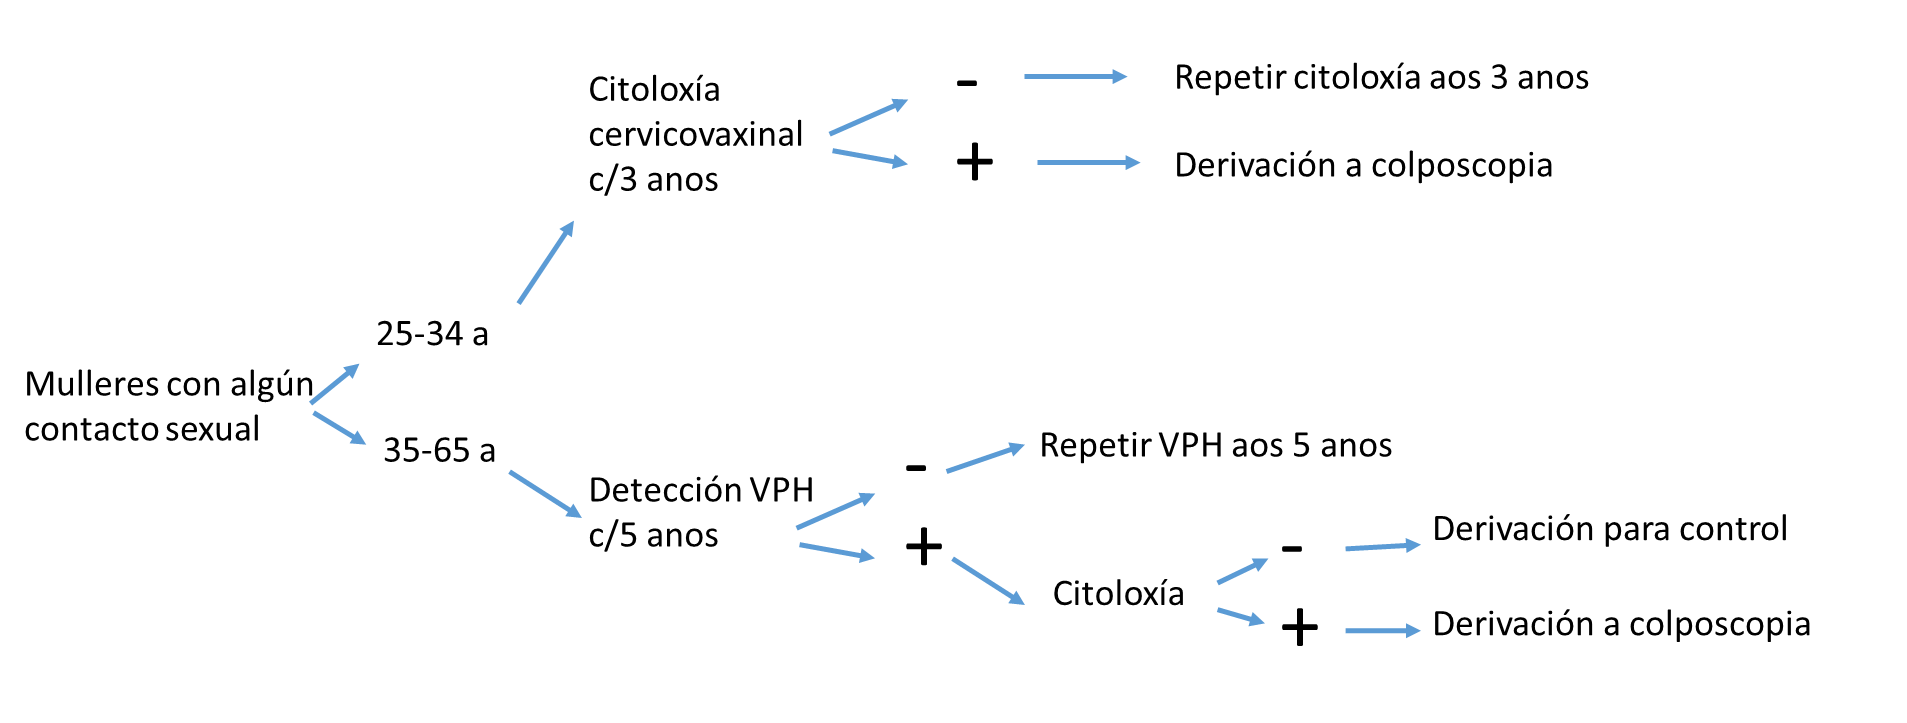 Mulleres con algún
contacto sexual
25-34 a
Citoloxía
cervicovaxinal
c/3 anos
-
Repetir citoloxía aos 3 anos
+
Derivación a colposcopia
35-65 a
Detección VPH
c/5 anos
-
Repetir VPH aos 5 anos
+
Citoloxía
-
Derivación para control
+
Derivación a colposcopia